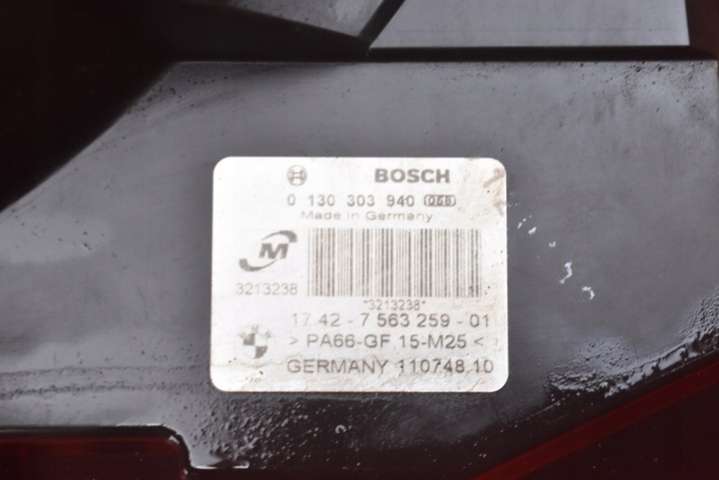 BOSCH
0 130 303 940 068
Made in Germany
M
3213238
*3213238*
17 42 - 7 563 259 - 01
> PA66-GF 15-M25 <
GERMANY 110748.10